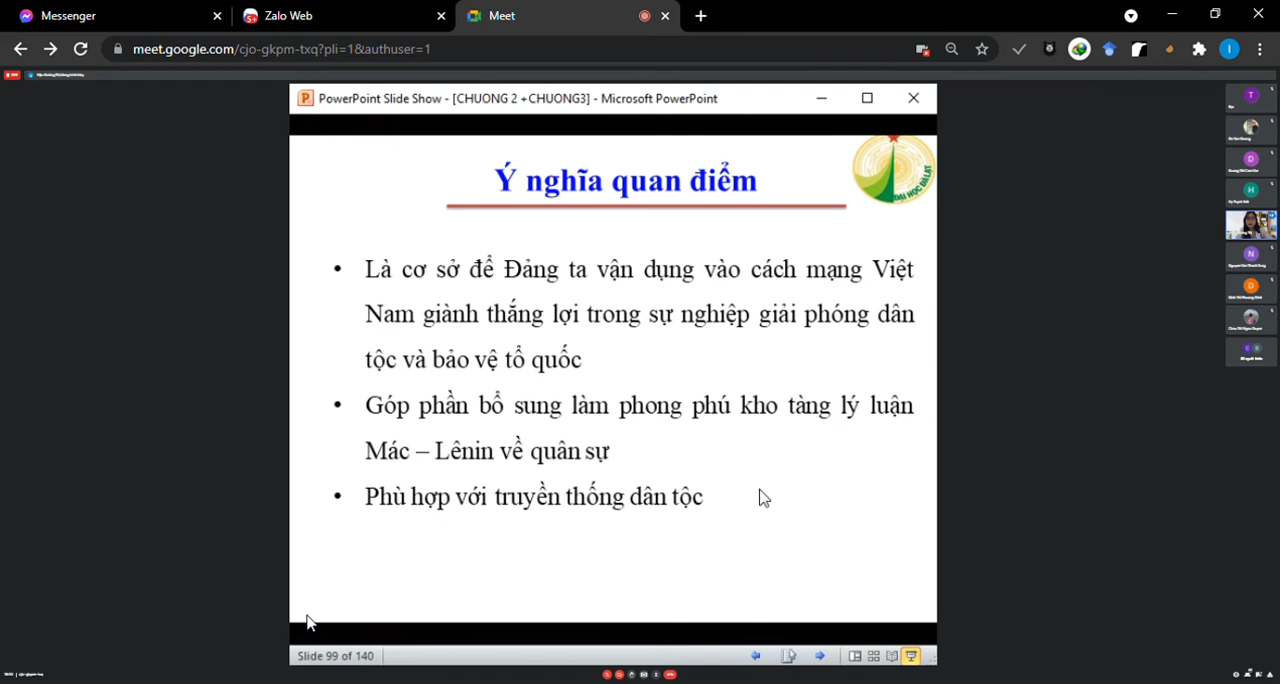 Messenger
Zalo Web
Meet
meet.google.com/cjo-gkpm-txq?pli=1&authuser=1
I
PowerPoint Slide Show - [CHUONG 2 +CHUONG3] - Microsoft PowerPoint
Ý nghĩa quan điểm
ĐẠI HỌC ĐÀ LẠT
• Là cơ sở để Đảng ta vận dụng vào cách mạng Việt
Nam giành thắng lợi trong sự nghiệp giải phóng dân
tộc và bảo vệ tổ quốc
• Góp phần bổ sung làm phong phú kho tàng lý luận
Mác – Lênin về quân sự
• Phù hợp với truyền thống dân tộc
Slide 99 of 140
T
D
H
N
D